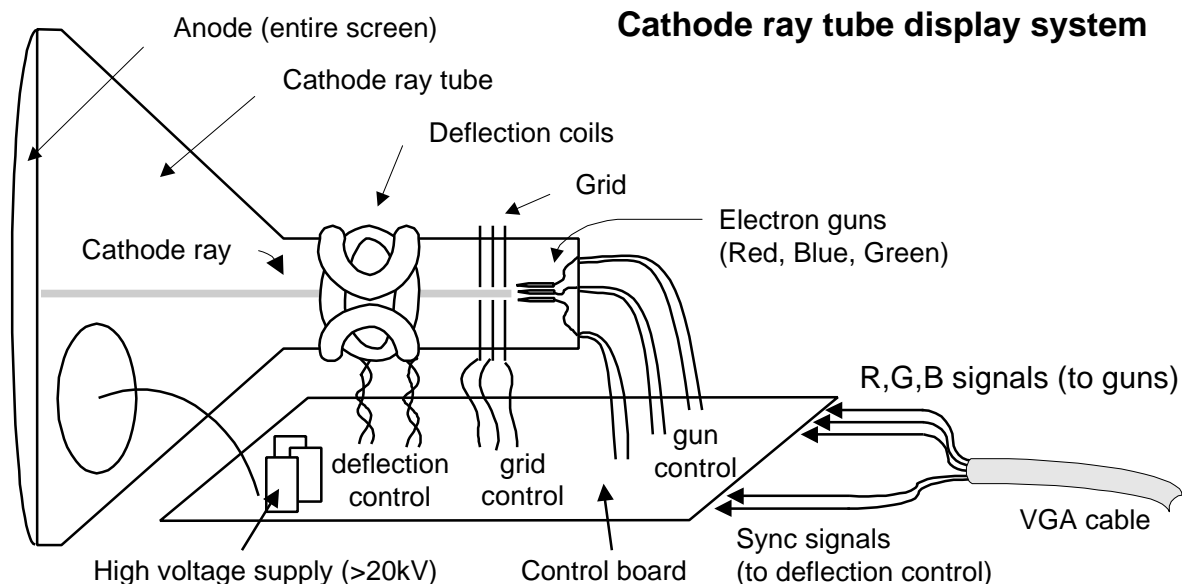 Cathode ray tube display system
Anode (entire screen)
Cathode ray tube
Deflection coils
Grid
Electron guns
(Red, Blue, Green)
Cathode ray
R,G,B signals (to guns)
deflection
control
grid
control
gun
control
VGA cable
High voltage supply (>20kV)
Control board
Sync signals
(to deflection control)